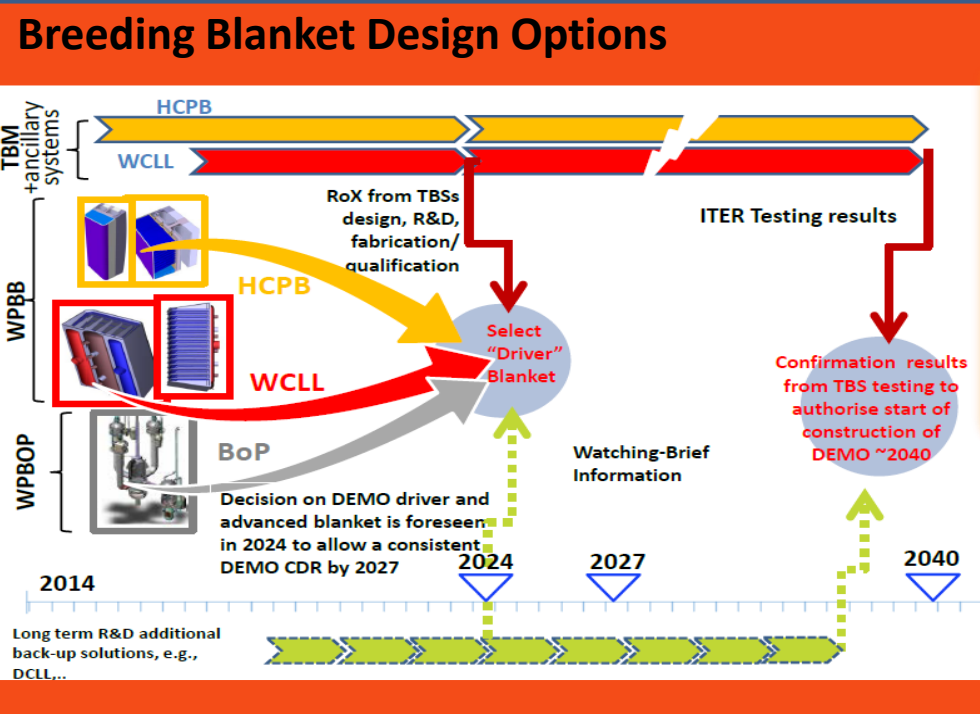 Breeding Blanket Design Options
TBM
+ancillary
systems
HCPB
WCLL
RoX from TBSs
design, R&D,
fabrication/
qualification
ITER Testing results
WPBB
HCPB
WCLL
Select
“Driver”
Blanket
Confirmation results
from TBS testing to
authorise start of
construction of
DEMO ~2040
WPBOP
BoP
Watching-Brief
Information
Decision on DEMO driver and
advanced blanket is foreseen
in 2024 to allow a consistent
DEMO CDR by 2027
2014
2024
2027
2040
Long term R&D additional
back-up solutions, e.g.,
DCLL,..